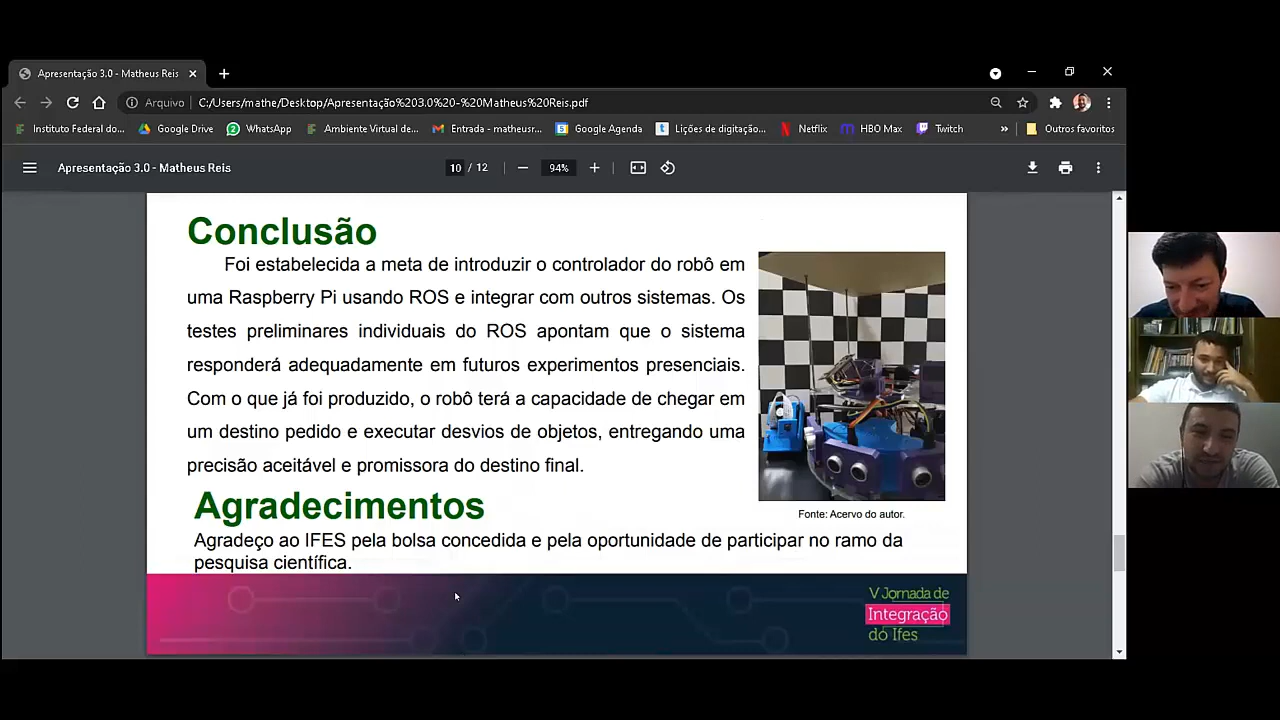 Apresentação 3.0 - Matheus Reis
Arquivo
C:/Users/mathe/Desktop/Apresentação%203.0%20-%20Matheus%20Reis.pdf
Instituto Federal do...
Google Drive
WhatsApp
Ambiente Virtual de...
Entrada - matheusr...
Google Agenda
Lições de digitação...
Netflix
HBO Max
Twitch
»
Outros favoritos
Apresentação 3.0 - Matheus Reis
10 / 12
94%
Conclusão
Foi estabelecida a meta de introduzir o controlador do robô em
uma Raspberry Pi usando ROS e integrar com outros sistemas. Os
testes preliminares individuais do ROS apontam que o sistema
responderá adequadamente em futuros experimentos presenciais.
Com o que já foi produzido, o robô terá a capacidade de chegar em
um destino pedido e executar desvios de objetos, entregando uma
precisão aceitável e promissora do destino final.
Fonte: Acervo do autor.
Agradecimentos
Agradeço ao IFES pela bolsa concedida e pela oportunidade de participar no ramo da
pesquisa científica.
V Jornada de
Integração
do Ifes